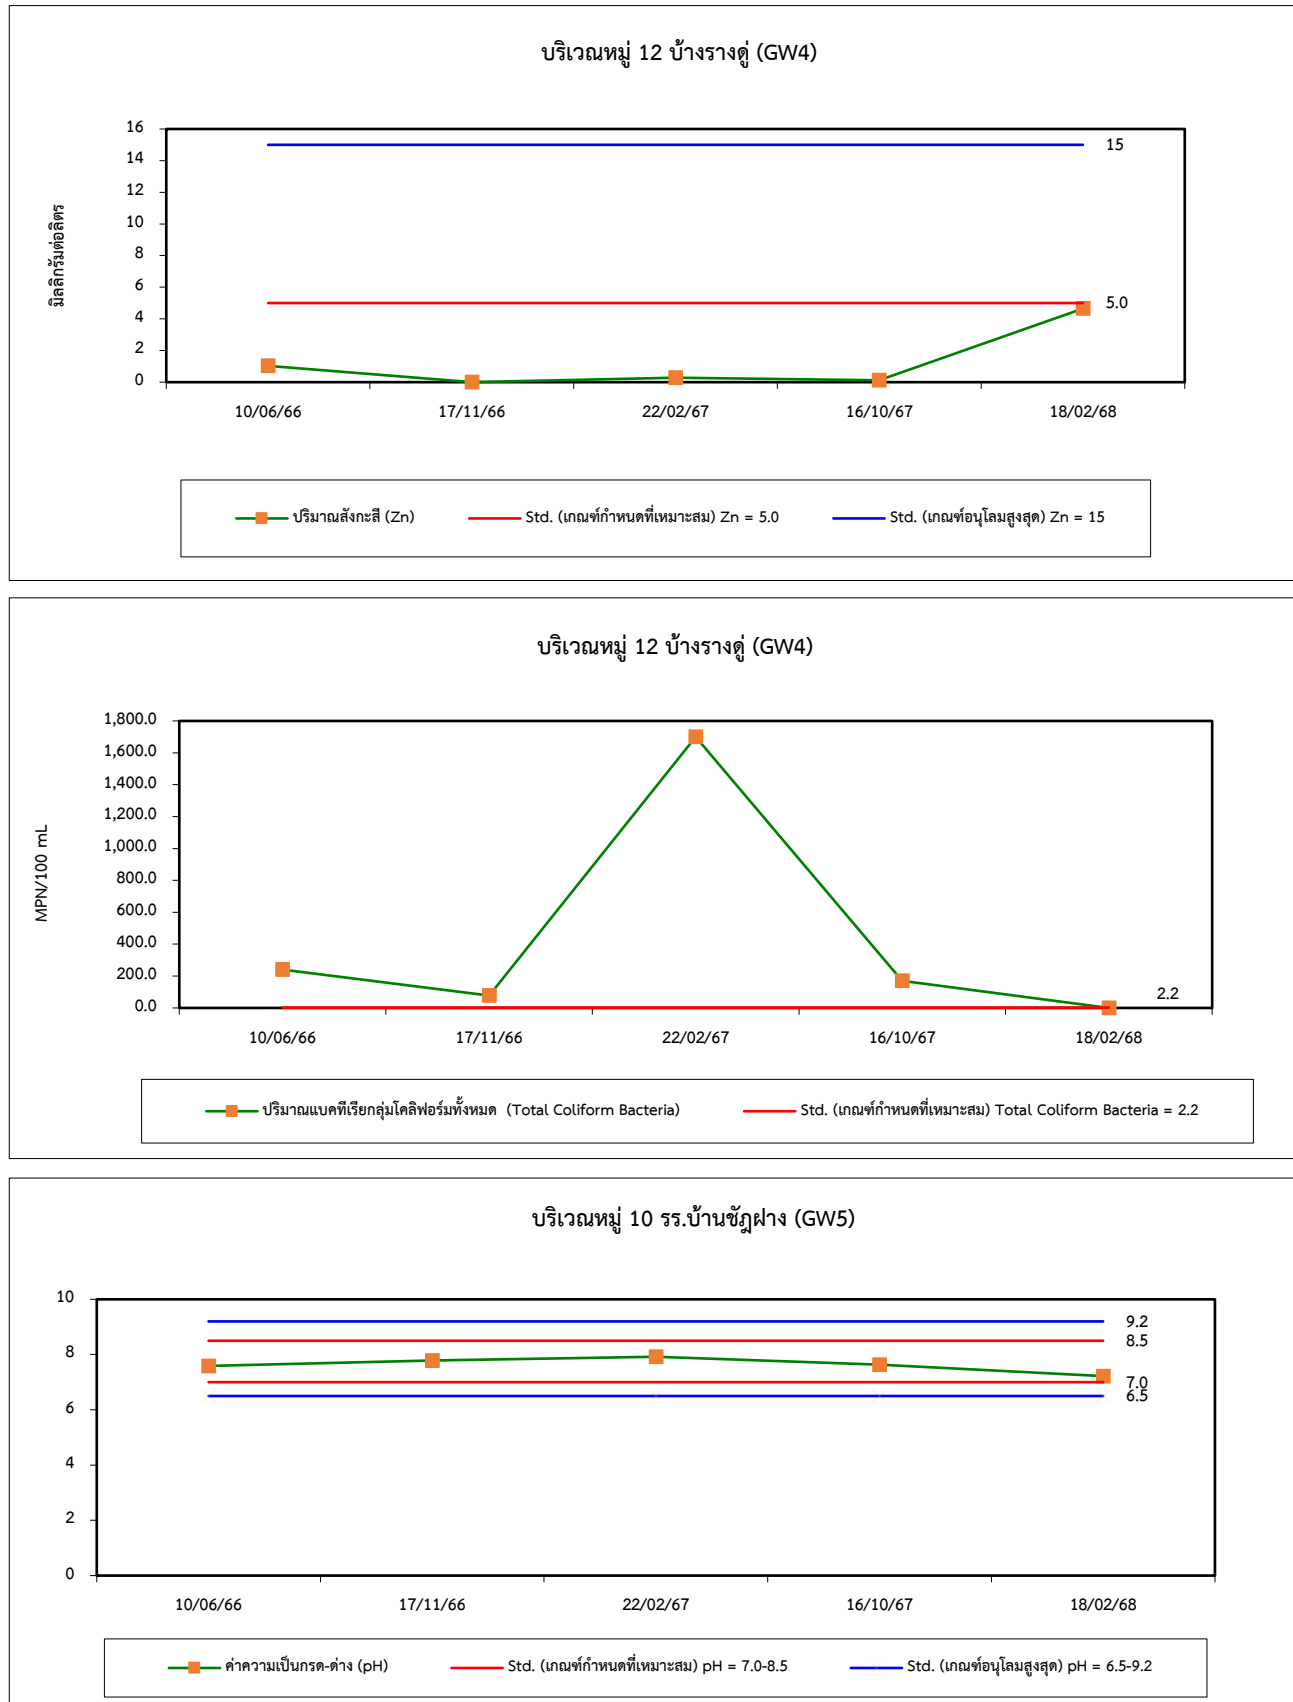 บริเวณหมู่ 12 บ้างรางดู่ (GW4)
มิลลิกรัมต่อลิตร
16
14
12
10
8
6
4
2
0
15
5.0
10/06/66 17/11/66 22/02/67 16/10/67 18/02/68
ปริมาณสังกะสี (Zn) Std. (เกณฑ์กำหนดที่เหมาะสม) Zn = 5.0 Std. (เกณฑ์อนุโลมสูงสุด) Zn = 15
บริเวณหมู่ 12 บ้างรางดู่ (GW4)
MPN/100 mL
1,800.0
1,600.0
1,400.0
1,200.0
1,000.0
800.0
600.0
400.0
200.0
0.0
2.2
10/06/66 17/11/66 22/02/67 16/10/67 18/02/68
ปริมาณแบคทีเรียกลุ่มโคลิฟอร์มทั้งหมด (Total Coliform Bacteria) Std. (เกณฑ์กำหนดที่เหมาะสม) Total Coliform Bacteria = 2.2
บริเวณหมู่ 10 รร.บ้านชัฎฝาง (GW5)
10
8
6
4
2
0
9.2
8.5
7.0
6.5
10/06/66 17/11/66 22/02/67 16/10/67 18/02/68
ค่าความเป็นกรด-ด่าง (pH) Std. (เกณฑ์กำหนดที่เหมาะสม) pH = 7.0-8.5 Std. (เกณฑ์อนุโลมสูงสุด) pH = 6.5-9.2